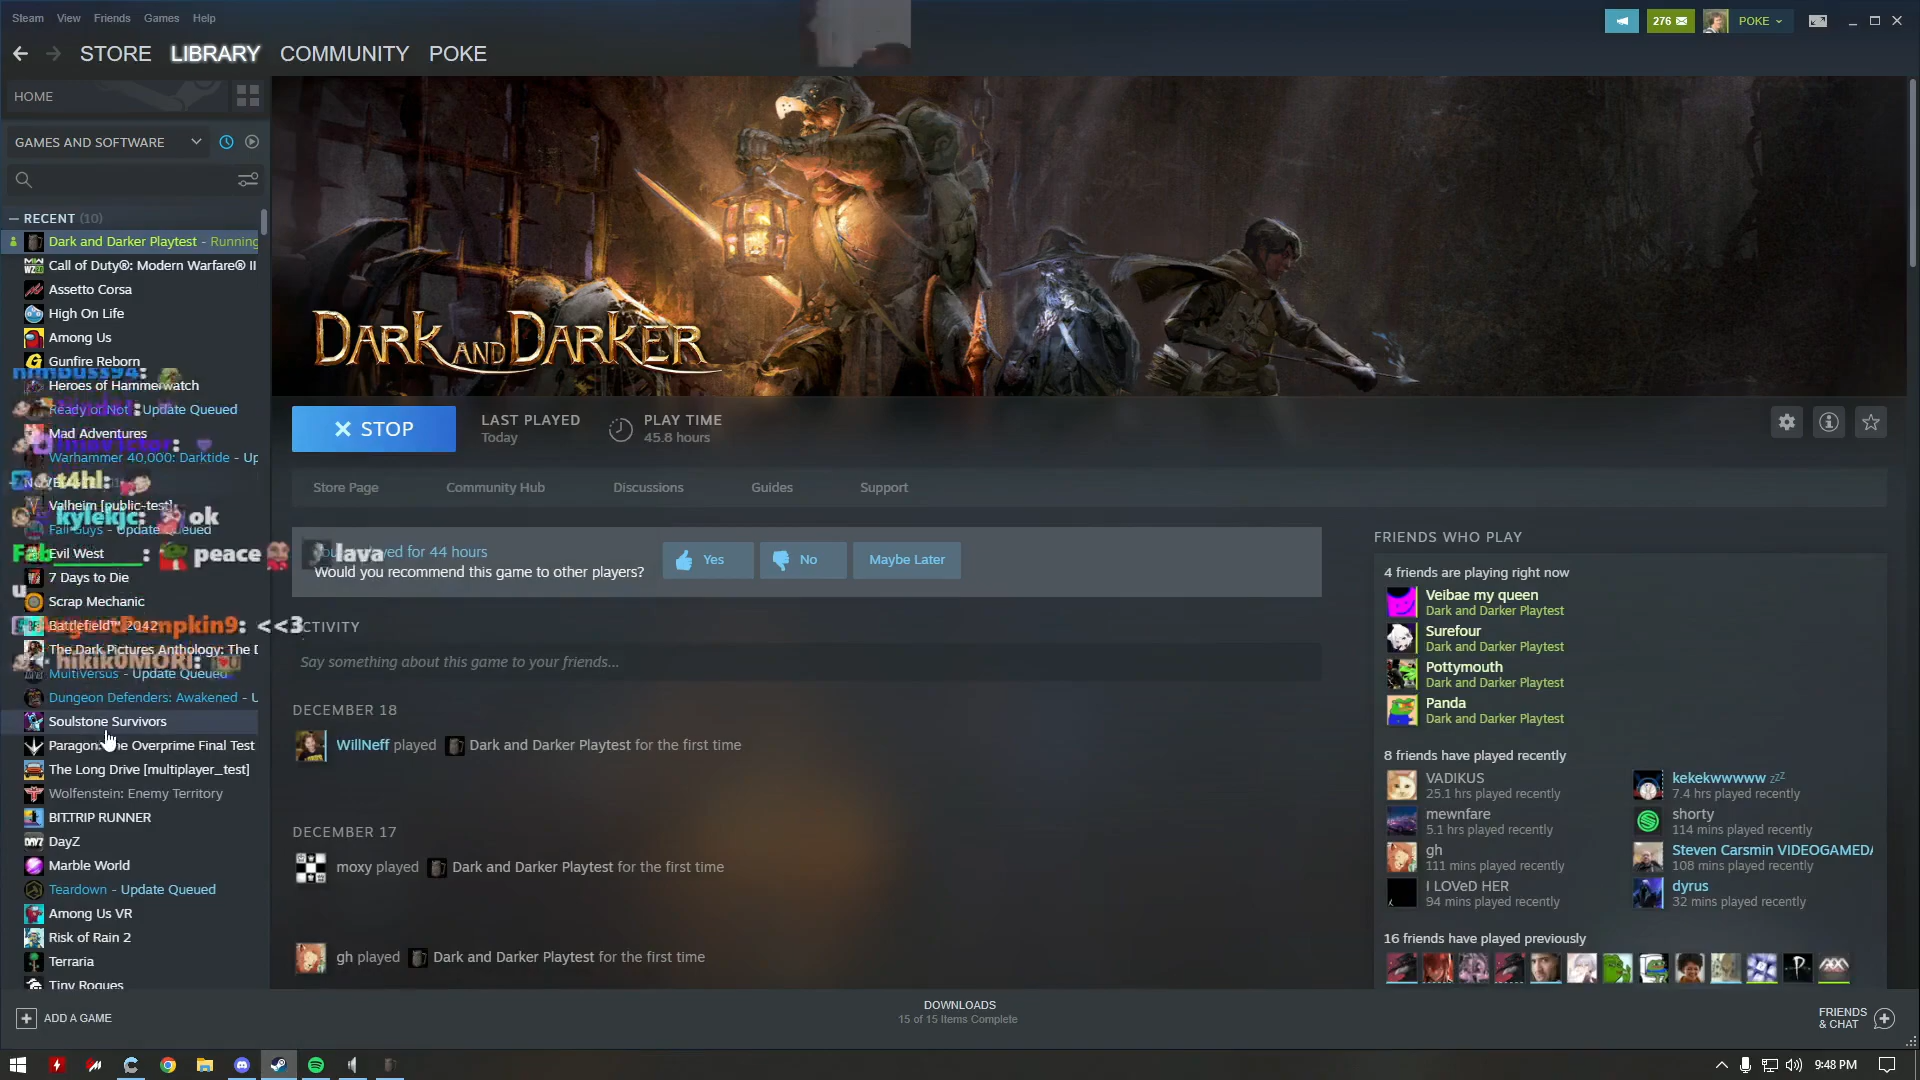 Steam View Friends Games Help
276 POKE
STORE LIBRARY COMMUNITY POKE
HOME
GAMES AND SOFTWARE
RECENT (10)
Dark and Darker Playtest - Running
Call of Duty®: Modern Warfare® II
Assetto Corsa
High On Life
Among Us
Gunfire Reborn
nimbuss94:
Heroes of Hammerwatch
Ready or Not - Update Queued
Mad Adventures
Warhammer 40,000: Darktide - Up
t4hl:
Valheim [public-test]
kylekjc: ok
Fall Guys - Update Queued
Evil West
Fab : peace lava
7 Days to Die
u
Scrap Mechanic
Battlefield™ 2042
Pumpkin9: <<3
The Dark Pictures Anthology: The D
hikik0MORI:
MultiVersus - Update Queued
Dungeon Defenders: Awakened - U
Soulstone Survivors
Paragon: The Overprime Final Test
The Long Drive [multiplayer_test]
Wolfenstein: Enemy Territory
BIT.TRIP RUNNER
DayZ
Marble World
Teardown - Update Queued
Among Us VR
Risk of Rain 2
Terraria
Tiny Rogues
DARK AND DARKER
STOP
LAST PLAYED
Today
PLAY TIME
45.8 hours
Store Page Community Hub Discussions Guides Support
played for 44 hours
Would you recommend this game to other players?
Yes No Maybe Later
ACTIVITY
Say something about this game to your friends...
DECEMBER 18
WillNeff played Dark and Darker Playtest for the first time
DECEMBER 17
moxy played Dark and Darker Playtest for the first time
gh played Dark and Darker Playtest for the first time
FRIENDS WHO PLAY
4 friends are playing right now
Veibae my queen
Dark and Darker Playtest
Surefour
Dark and Darker Playtest
Pottymouth
Dark and Darker Playtest
Panda
Dark and Darker Playtest
8 friends have played recently
VADIKUS
25.1 hrs played recently
kekekwwwww zzZ
7.4 hrs played recently
mewnfare
5.1 hrs played recently
shorty
114 mins played recently
gh
111 mins played recently
Steven Carsmin VIDEOGAMEDA
108 mins played recently
I LOVeD HER
94 mins played recently
dyrus
32 mins played recently
16 friends have played previously
ADD A GAME
DOWNLOADS
15 of 15 Items Complete
FRIENDS
& CHAT
9:48 PM